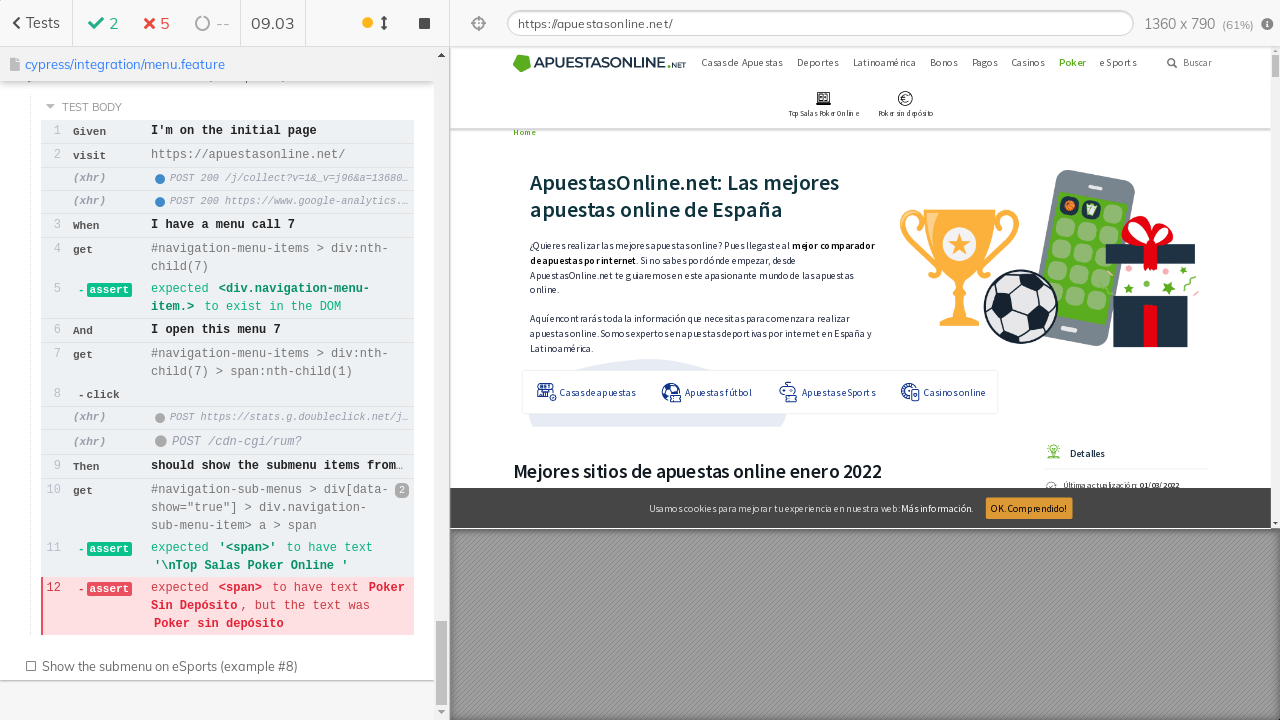 Tests
2
5
--
09.03
https://apuestasonline.net/
1360 x 790 (61%)
cypress/integration/menu.feature
TEST BODY
1 Given I'm on the initial page
2 visit https://apuestasonline.net/
(xhr) POST 200 /j/collect?v=1&_v=j96&a=13680…
(xhr) POST 200 https://www.google-analytics.…
3 When I have a menu call 7
4 get #navigation-menu-items > div:nth-
child(7)
5 -assert expected <div.navigation-menu-
item.> to exist in the DOM
6 And I open this menu 7
7 get #navigation-menu-items > div:nth-
child(7) > span:nth-child(1)
8 -click
(xhr) POST https://stats.g.doubleclick.net/j…
(xhr) POST /cdn-cgi/rum?
9 Then should show the submenu items from…
10 get #navigation-sub-menus > div[data- 2
show="true"] > div.navigation-
sub-menu-item> a > span
11 -assert expected '<span>' to have text
'\nTop Salas Poker Online '
12 -assert expected <span> to have text Poker
Sin Depósito, but the text was
Poker sin depósito
Show the submenu on eSports (example #8)
APUESTASONLINE.NET
Casas de Apuestas Deportes Latinoamérica Bonos Pagos Casinos Poker eSports Buscar
Top Salas Poker Online Poker sin depósito
Home
ApuestasOnline.net: Las mejores
apuestas online de España
¿Quieres realizar las mejores apuestas online? Pues llegaste al mejor comparador
de apuestas por internet. Si no sabes por dónde empezar, desde
ApuestasOnline.net te guiaremos en este apasionante mundo de las apuestas
online.
Aquí encontrarás toda la información que necesitas para comenzar a realizar
apuestas online. Somos expertos en apuestas deportivas por internet en España y
Latinoamérica.
Casas de apuestas Apuestas fútbol Apuestas eSports Casinos online
Mejores sitios de apuestas online enero 2022
Detalles
Última actualización: 01/03/2022
Usamos cookies para mejorar tu experiencia en nuestra web: Más información. OK. Comprendido!